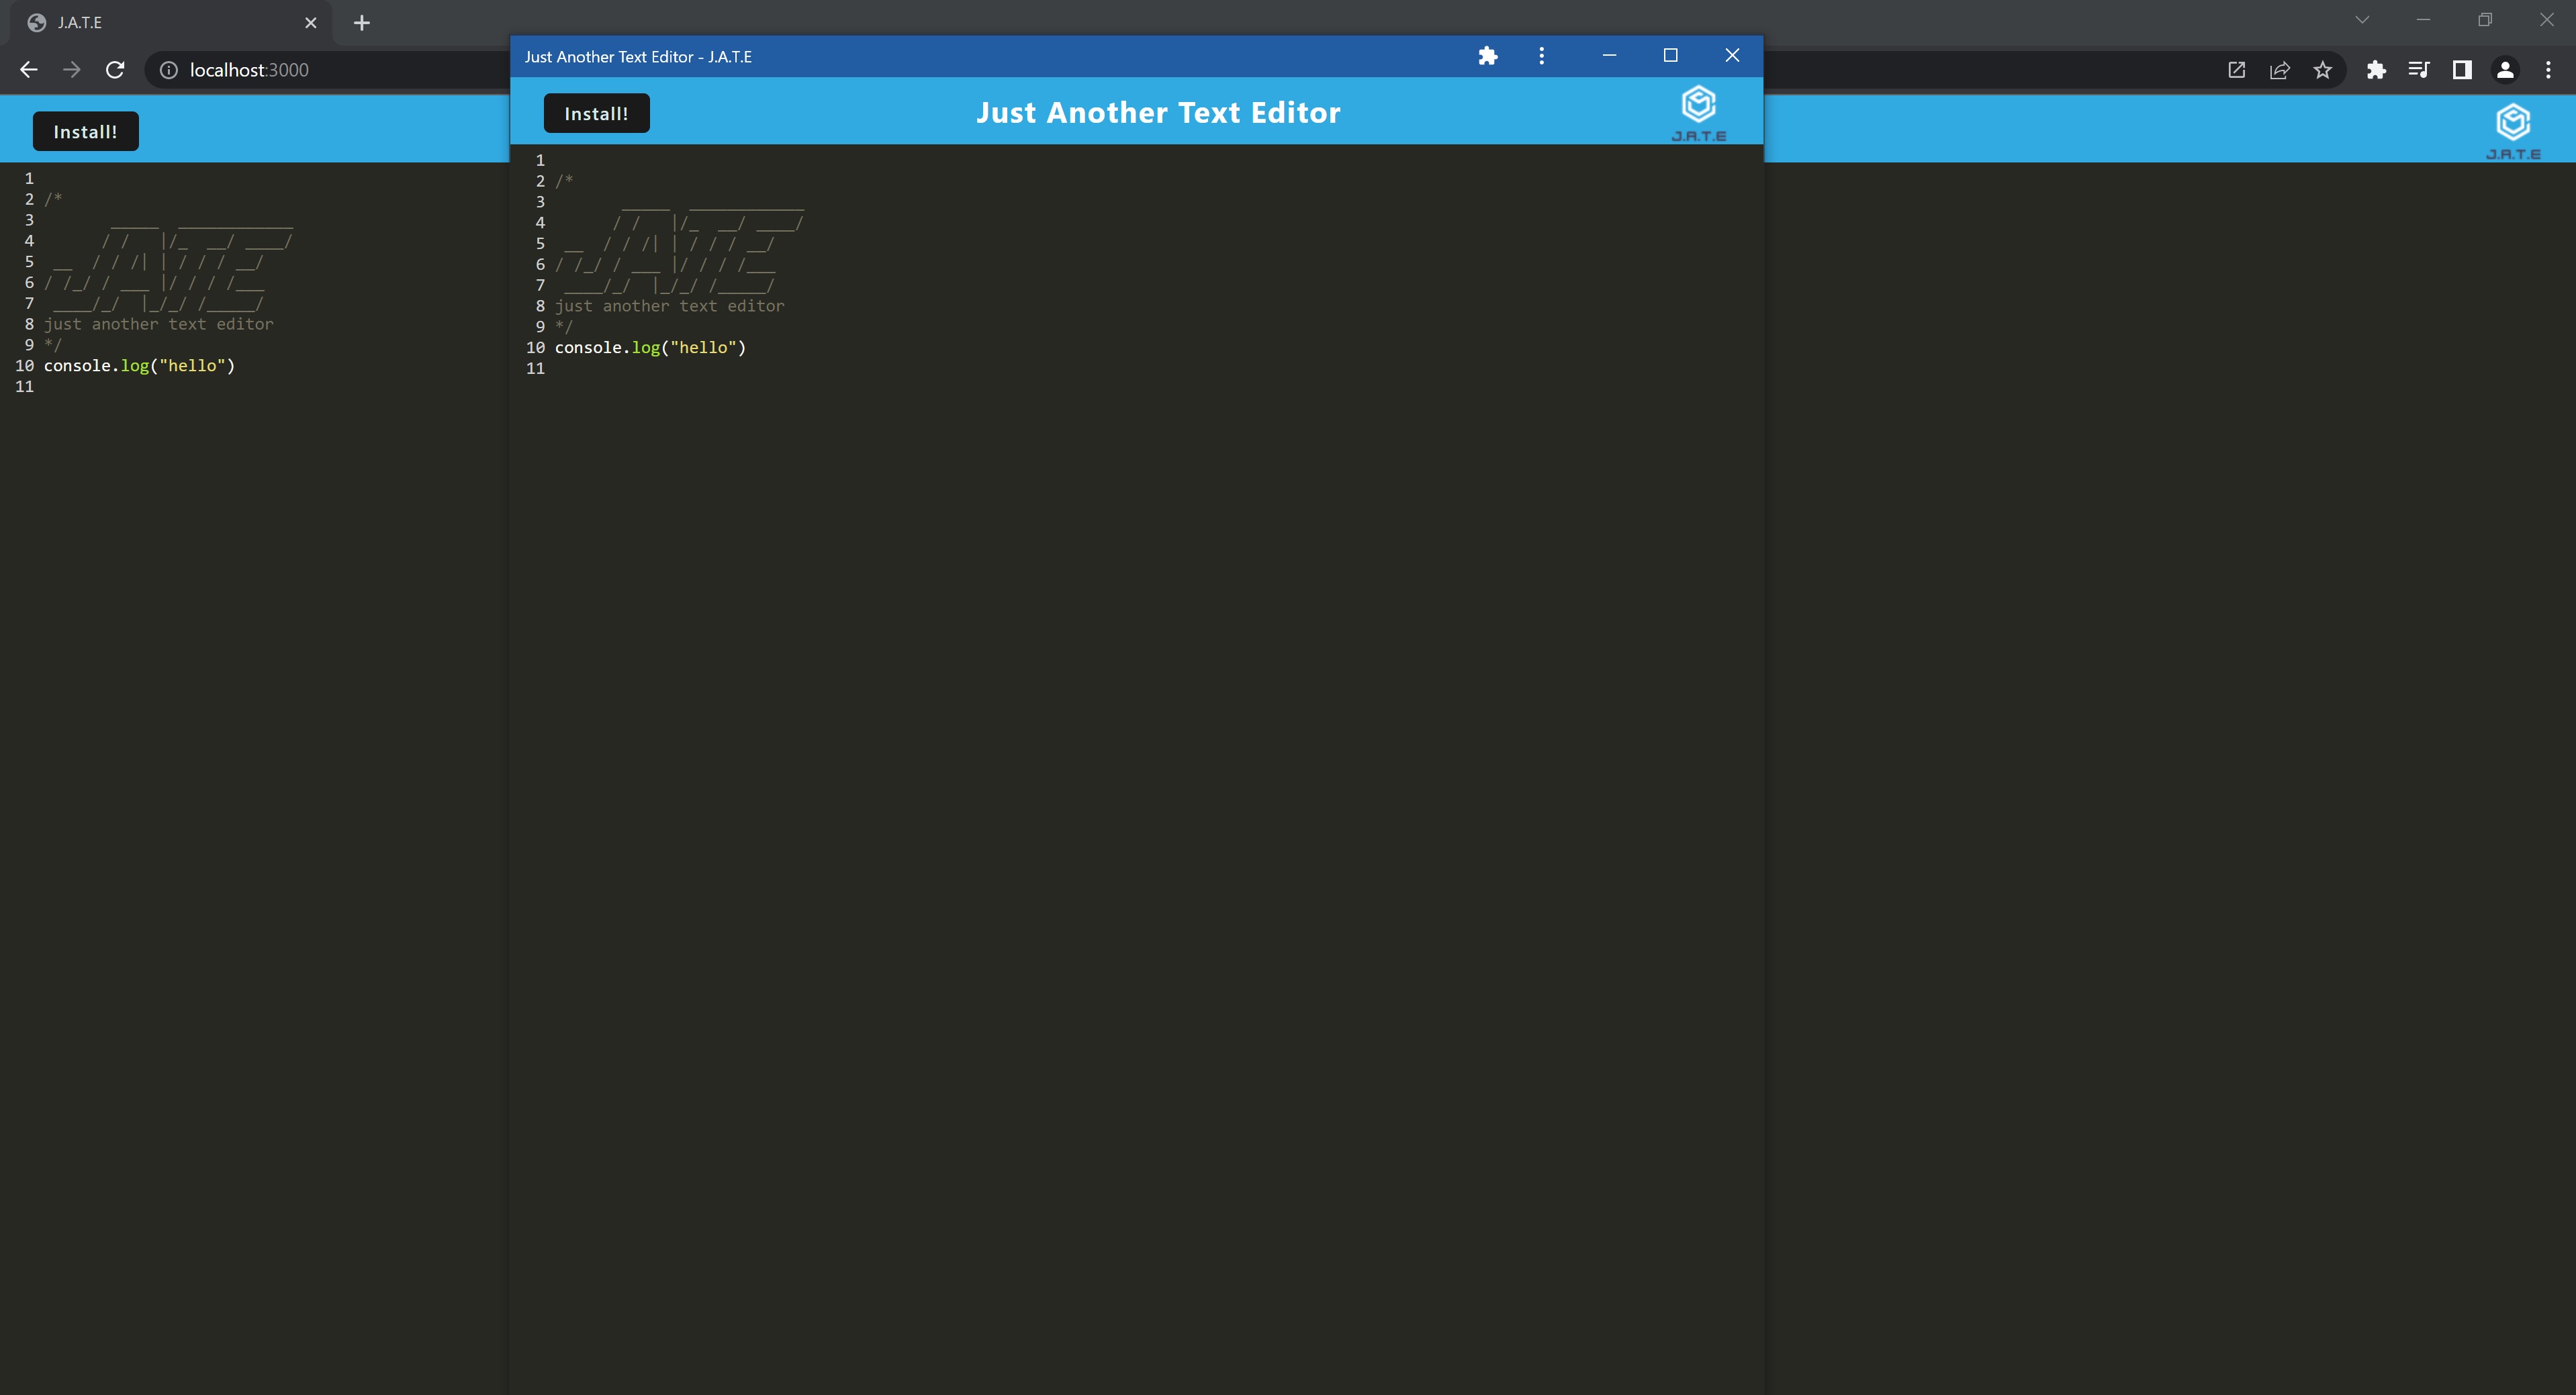 J.A.T.E
localhost:3000
Install!
J.A.T.E
1
2 /*
3        _____  ____________
4       / /   |/_  __/ ____/
5  __  / / /| | / / / __/
6 / /_/ / ___ |/ / / /___
7  ____/_/  |_/_/ /_____/
8 just another text editor
9 */
10 console.log("hello")
11
Just Another Text Editor - J.A.T.E
Install!
Just Another Text Editor
J.A.T.E
1
2 /*
3        _____  ____________
4       / /   |/_  __/ ____/
5  __  / / /| | / / / __/
6 / /_/ / ___ |/ / / /___
7  ____/_/  |_/_/ /_____/
8 just another text editor
9 */
10 console.log("hello")
11